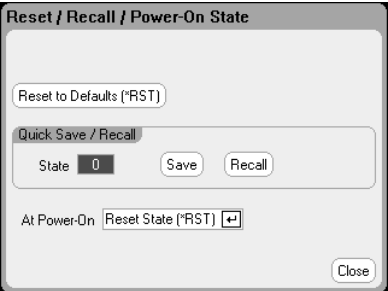 Reset / Recall / Power-On State
Reset to Defaults (*RST)
Quick Save / Recall
State 0 Save Recall
At Power-On Reset State (*RST)
Close